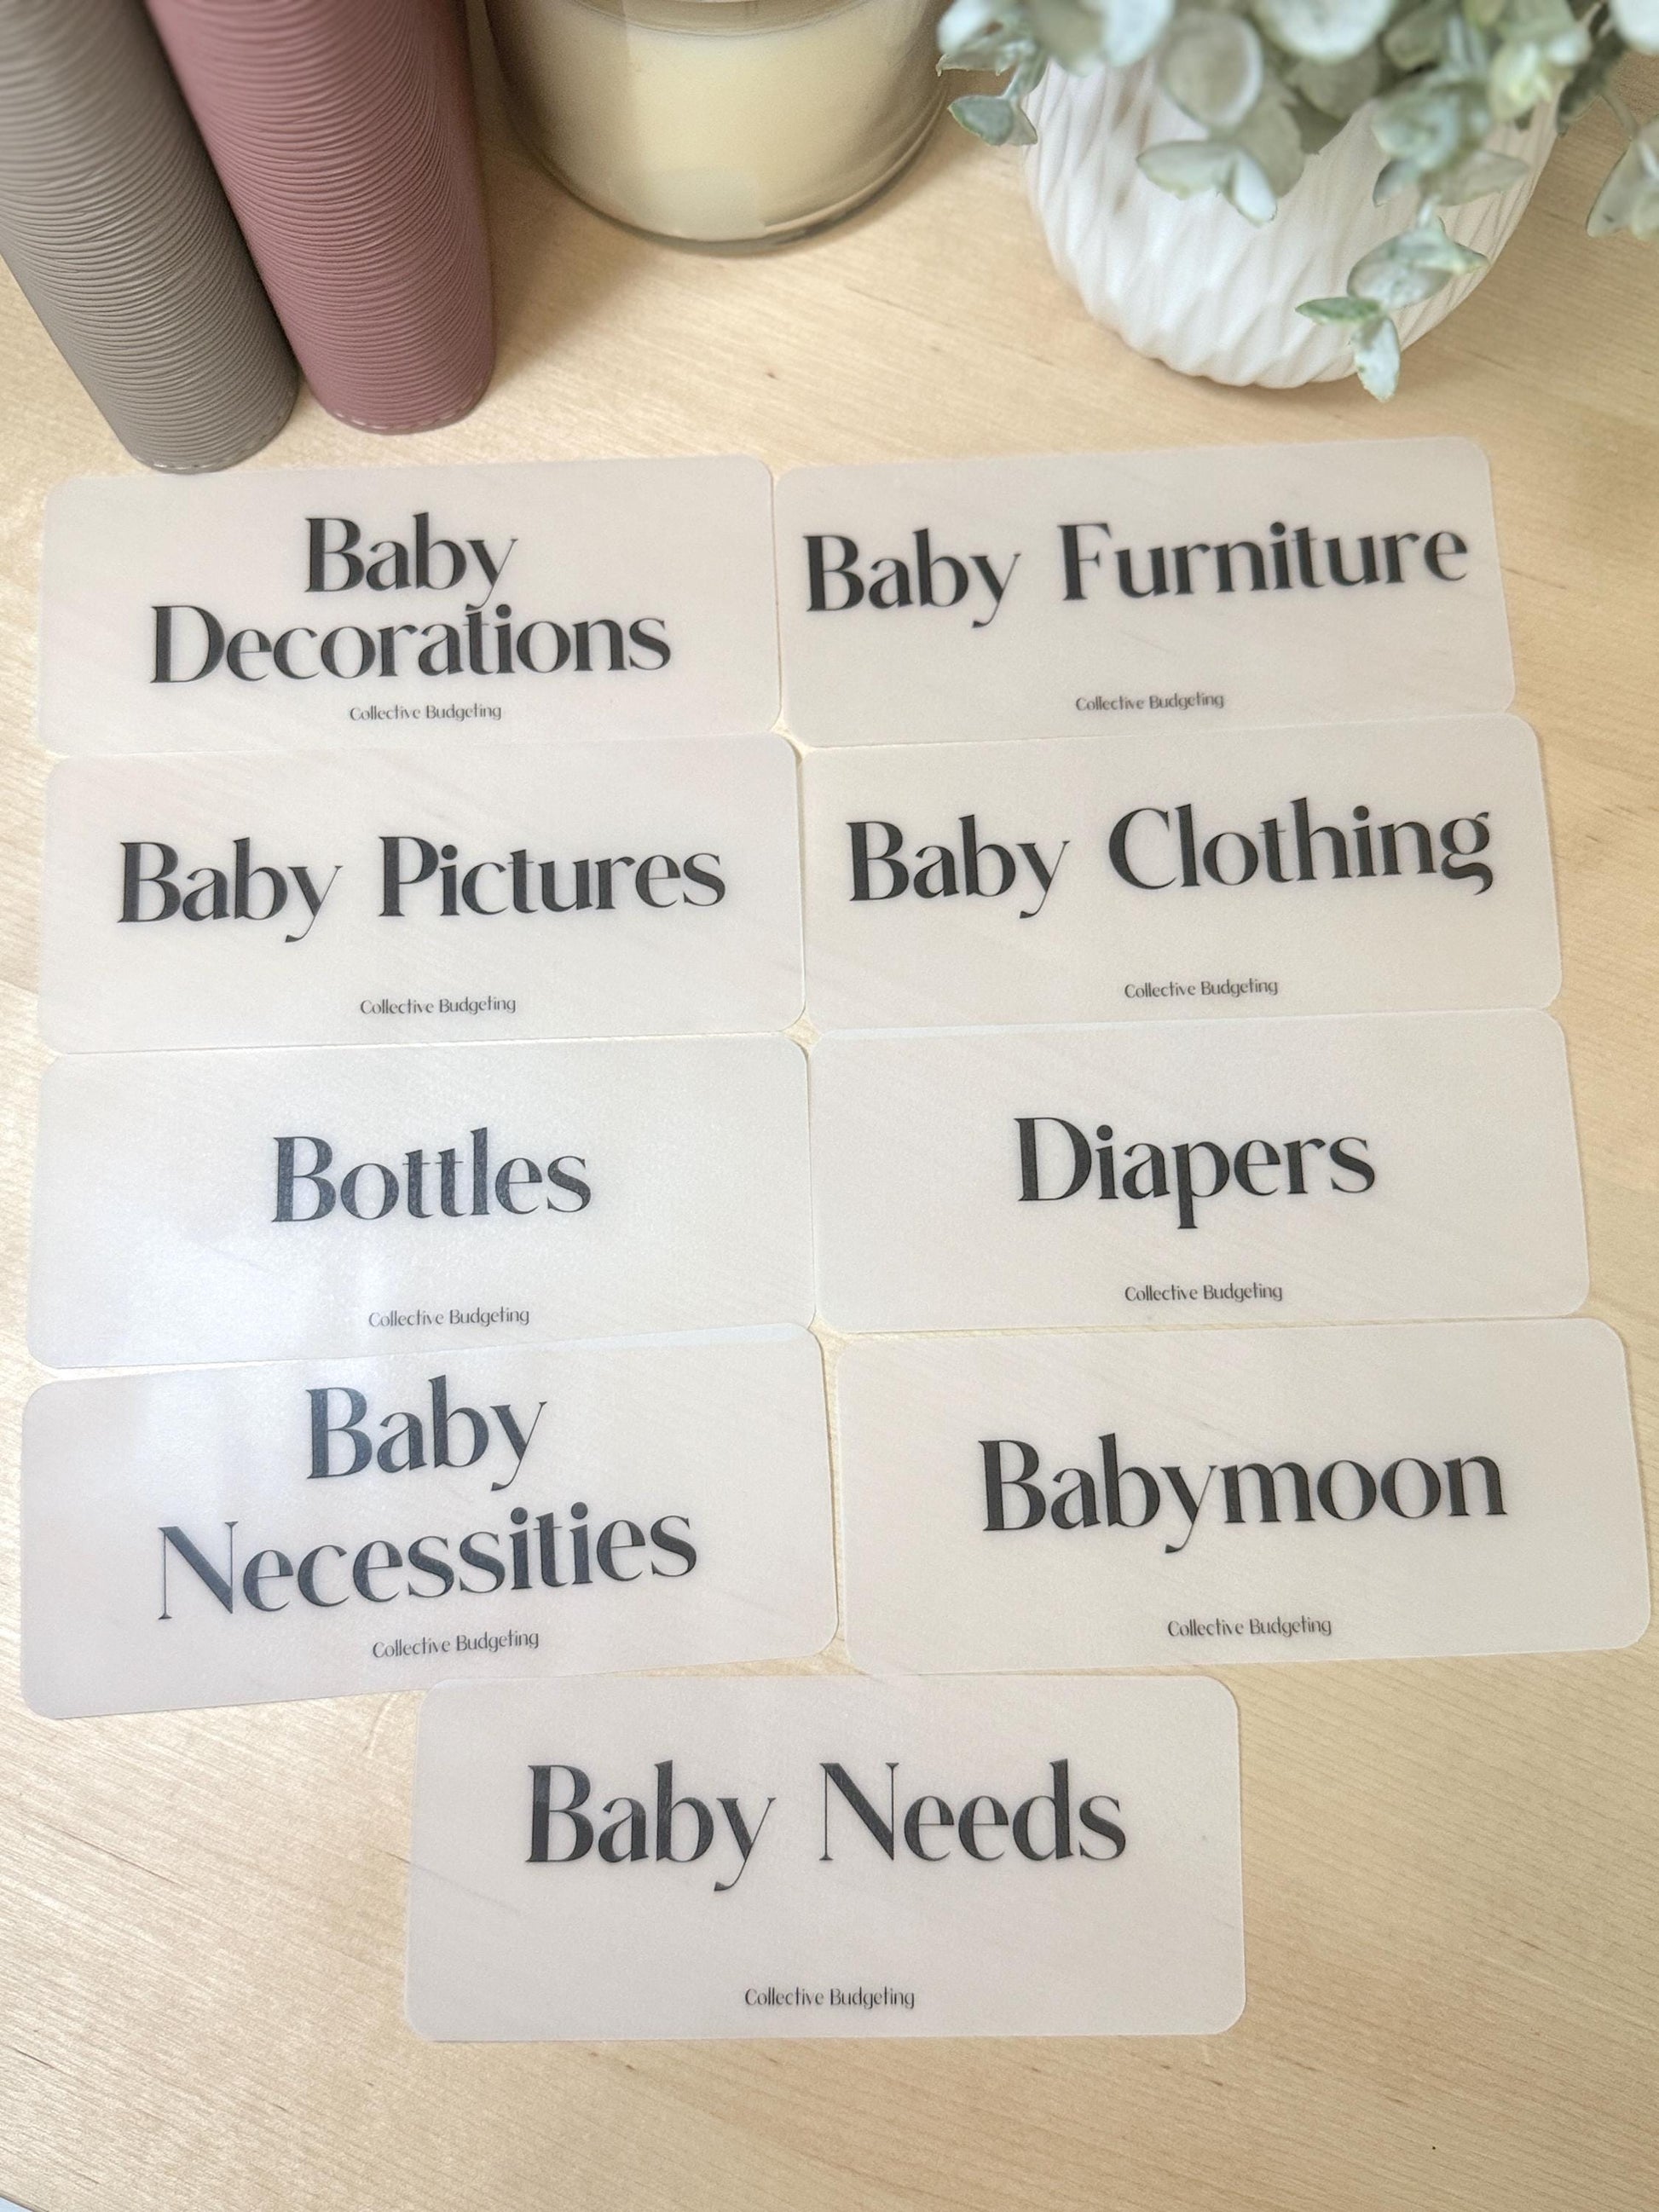 Baby
Decorations
Collective Budgeting
Baby Furniture
Collective Budgeting
Baby Pictures
Collective Budgeting
Baby Clothing
Collective Budgeting
Bottles
Collective Budgeting
Diapers
Collective Budgeting
Baby
Necessities
Collective Budgeting
Babymoon
Collective Budgeting
Baby Needs
Collective Budgeting